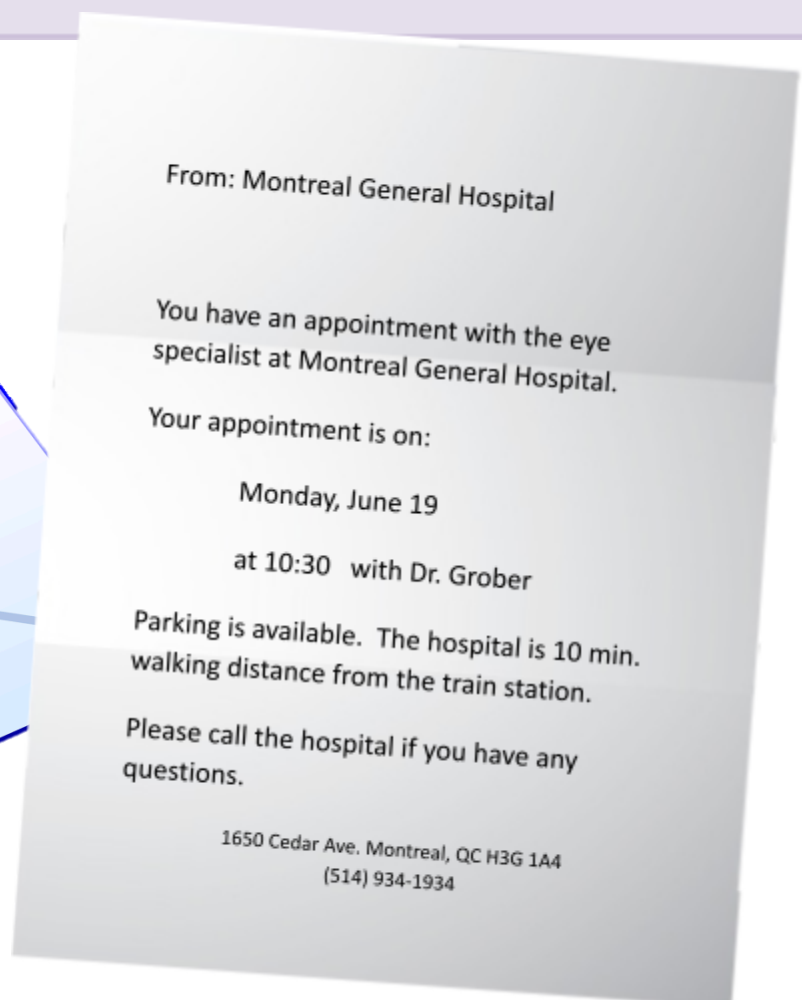 From: Montreal General Hospital
You have an appointment with the eye
specialist at Montreal General Hospital.
Your appointment is on:
Monday, June 19
at 10:30 with Dr. Grober
Parking is available. The hospital is 10 min.
walking distance from the train station.
Please call the hospital if you have any
questions.
1650 Cedar Ave. Montreal, QC H3G 1A4
(514) 934-1934